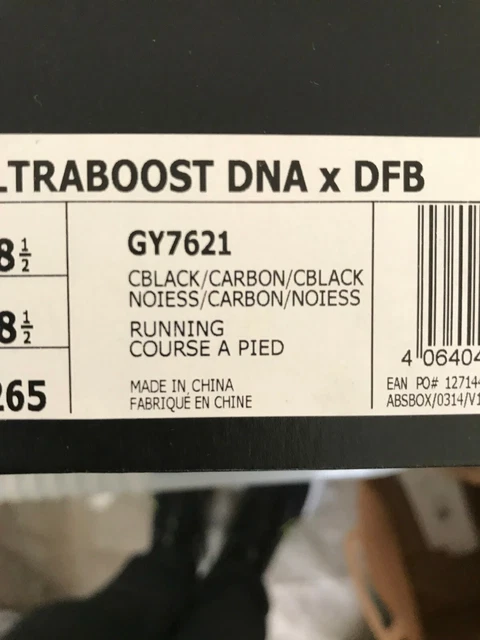 LTRABOOST DNA x DFB
8½
8½
265
GY7621
CBLACK/CARBON/CBLACK
NOIESS/CARBON/NOIESS
RUNNING
COURSE A PIED
MADE IN CHINA
FABRIQUÉ EN CHINE
4 06404
EAN PO# 127144
ABSBOX/0314/V1